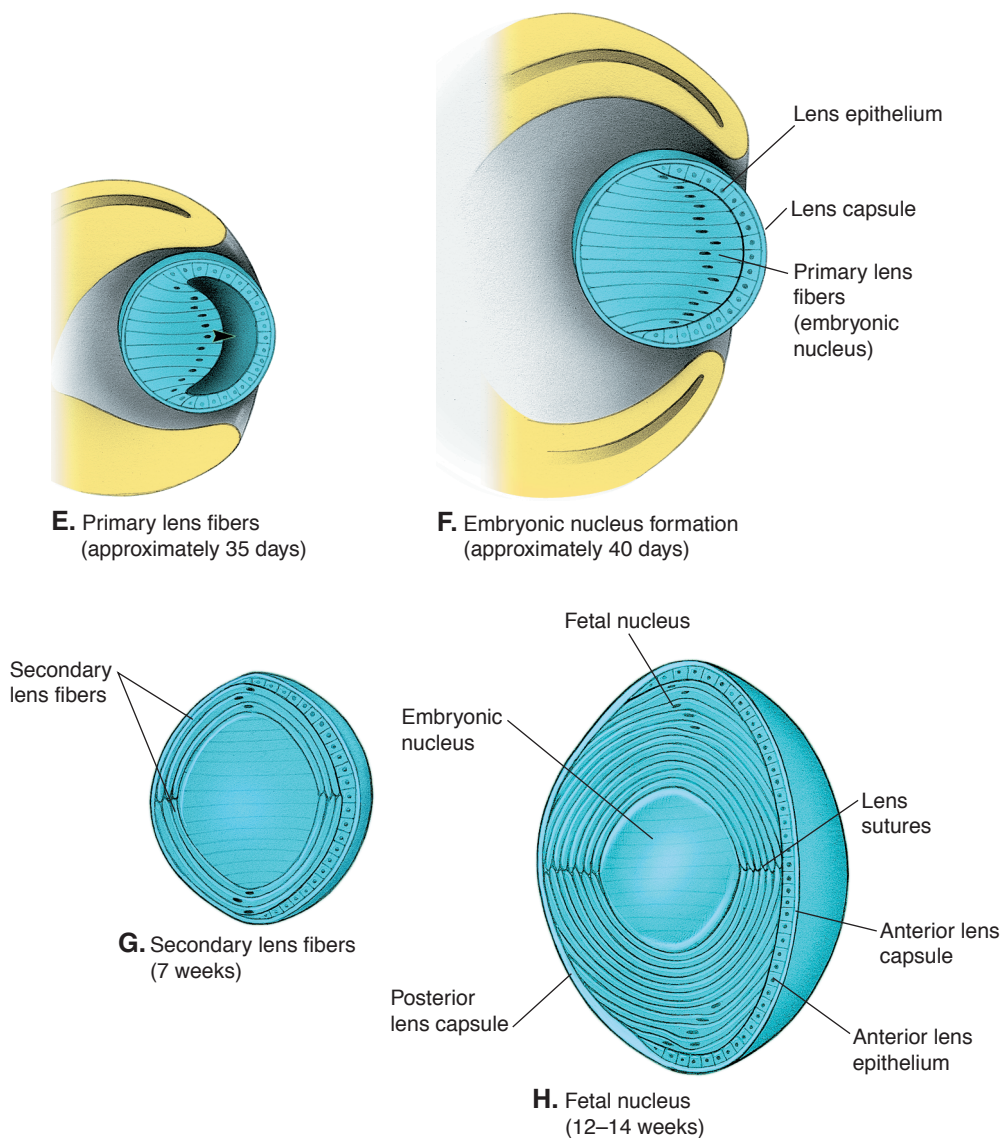 Lens epithelium
Lens capsule
Primary lens
fibers
(embryonic
nucleus)
E. Primary lens fibers
(approximately 35 days)
F. Embryonic nucleus formation
(approximately 40 days)
Secondary
lens fibers
G. Secondary lens fibers
(7 weeks)
Fetal nucleus
Embryonic
nucleus
Lens
sutures
Anterior lens
capsule
Posterior
lens capsule
Anterior lens
epithelium
H. Fetal nucleus
(12–14 weeks)